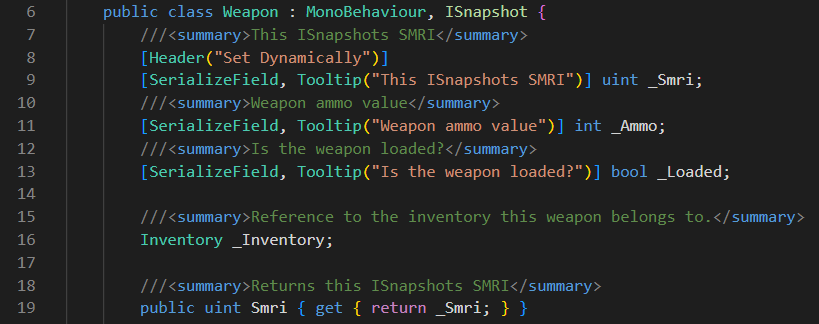 6 public class Weapon : MonoBehaviour, ISnapshot {
7 ///<summary>This ISnapshots SMRI</summary>
8 [Header("Set Dynamically")]
9 [SerializeField, Tooltip("This ISnapshots SMRI")] uint _Smri;
10 ///<summary>Weapon ammo value</summary>
11 [SerializeField, Tooltip("Weapon ammo value")] int _Ammo;
12 ///<summary>Is the weapon loaded?</summary>
13 [SerializeField, Tooltip("Is the weapon loaded?")] bool _Loaded;
14
15 ///<summary>Reference to the inventory this weapon belongs to.</summary>
16 Inventory _Inventory;
17
18 ///<summary>Returns this ISnapshots SMRI</summary>
19 public uint Smri { get { return _Smri; } }